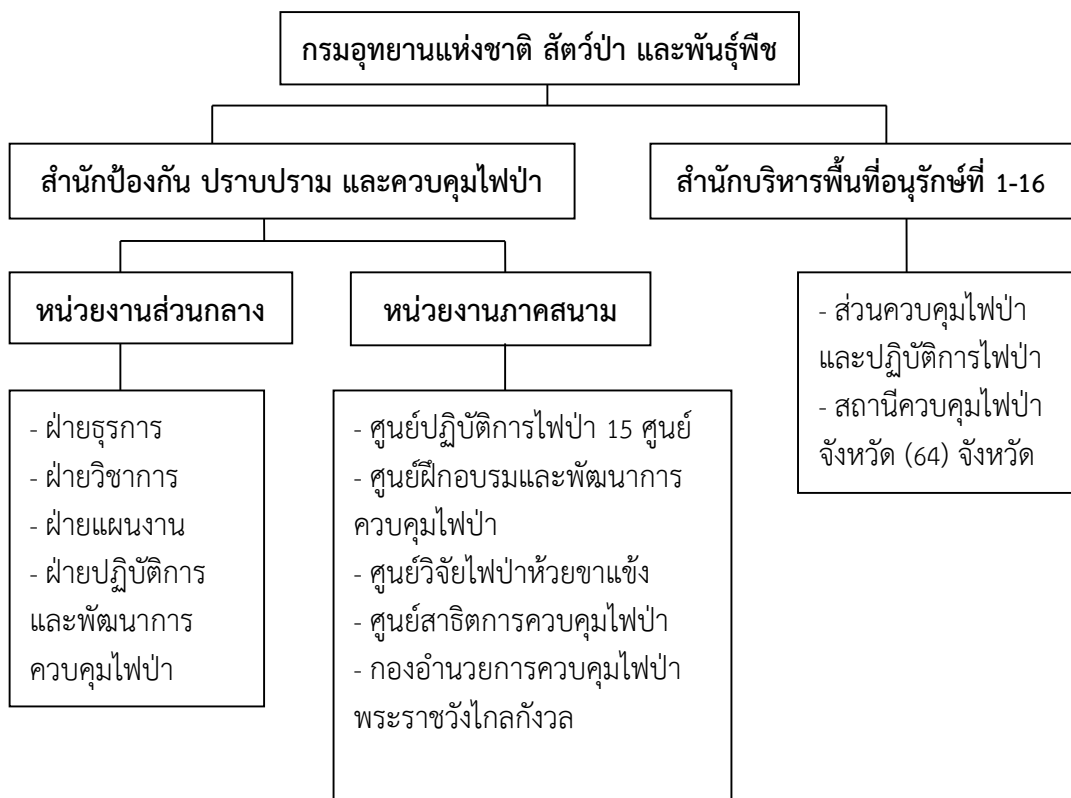 กรมอุทยานแห่งชาติ สัตว์ป่า และพันธุ์พืช
สำนักป้องกัน ปราบปราม และควบคุมไฟป่า
สำนักบริหารพื้นที่อนุรักษ์ที่ 1-16
หน่วยงานส่วนกลาง
หน่วยงานภาคสนาม
- ส่วนควบคุมไฟป่า
และปฏิบัติการไฟป่า
- สถานีควบคุมไฟป่า
จังหวัด (64) จังหวัด
- ฝ่ายธุรการ
- ฝ่ายวิชาการ
- ฝ่ายแผนงาน
- ฝ่ายปฏิบัติการ
และพัฒนาการ
ควบคุมไฟป่า
- ศูนย์ปฏิบัติการไฟป่า 15 ศูนย์
- ศูนย์ฝึกอบรมและพัฒนาการ
ควบคุมไฟป่า
- ศูนย์วิจัยไฟป่าห้วยขาแข้ง
- ศูนย์สาธิตการควบคุมไฟป่า
- กองอำนวยการควบคุมไฟป่า
พระราชวังไกลกังวล